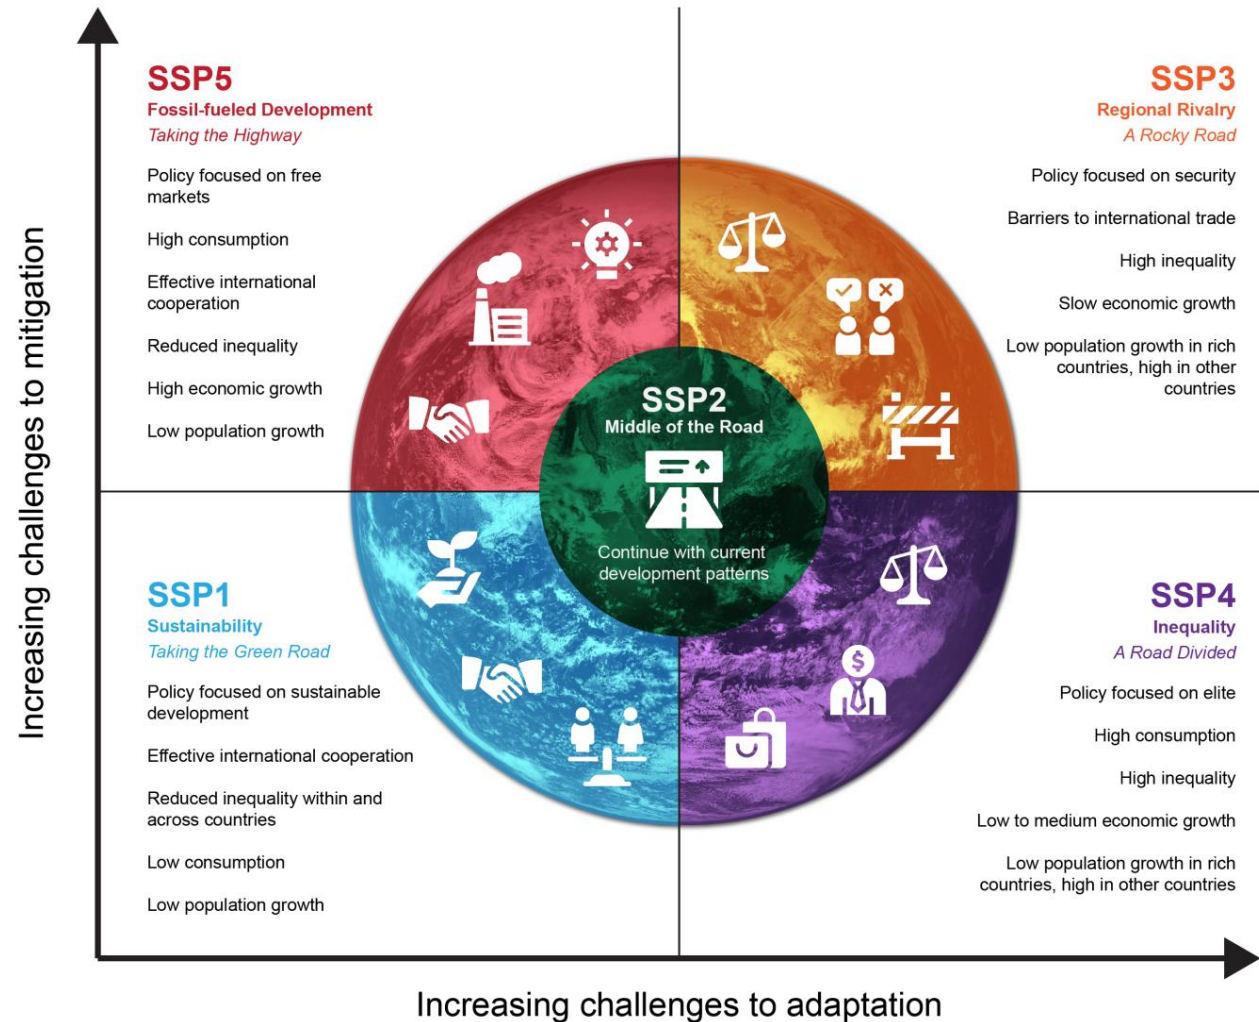 Increasing challenges to mitigation
SSP5
Fossil-fueled Development
Taking the Highway
Policy focused on free
markets
High consumption
Effective international
cooperation
Reduced inequality
High economic growth
Low population growth
SSP3
Regional Rivalry
A Rocky Road
Policy focused on security
Barriers to international trade
High inequality
Slow economic growth
Low population growth in rich
countries, high in other
countries
SSP2
Middle of the Road
Continue with current
development patterns
SSP1
Sustainability
Taking the Green Road
Policy focused on sustainable
development
Effective international cooperation
Reduced inequality within and
across countries
Low consumption
Low population growth
SSP4
Inequality
A Road Divided
Policy focused on elite
High consumption
High inequality
Low to medium economic growth
Low population growth in rich
countries, high in other countries
$
Increasing challenges to adaptation